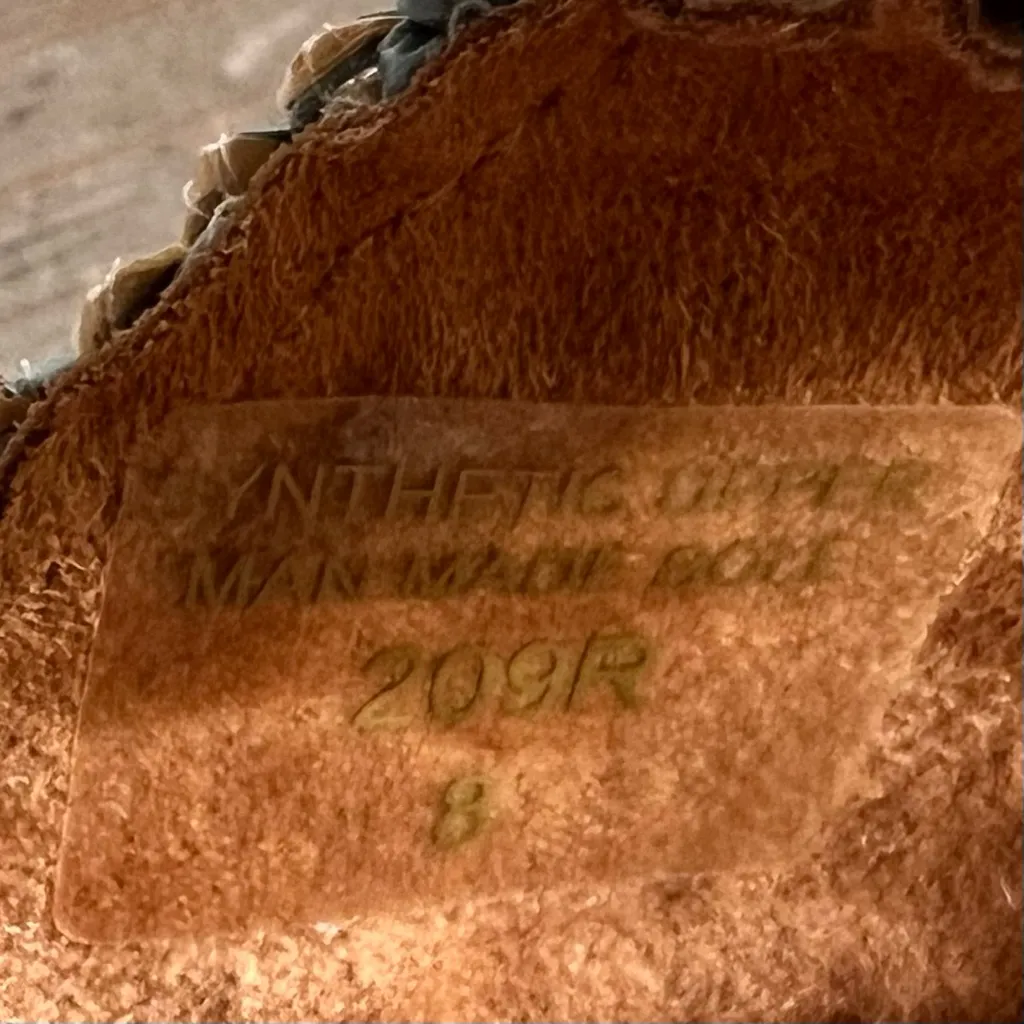 SYNTHETIC UPPER
MAN MADE SOLE
209R
8